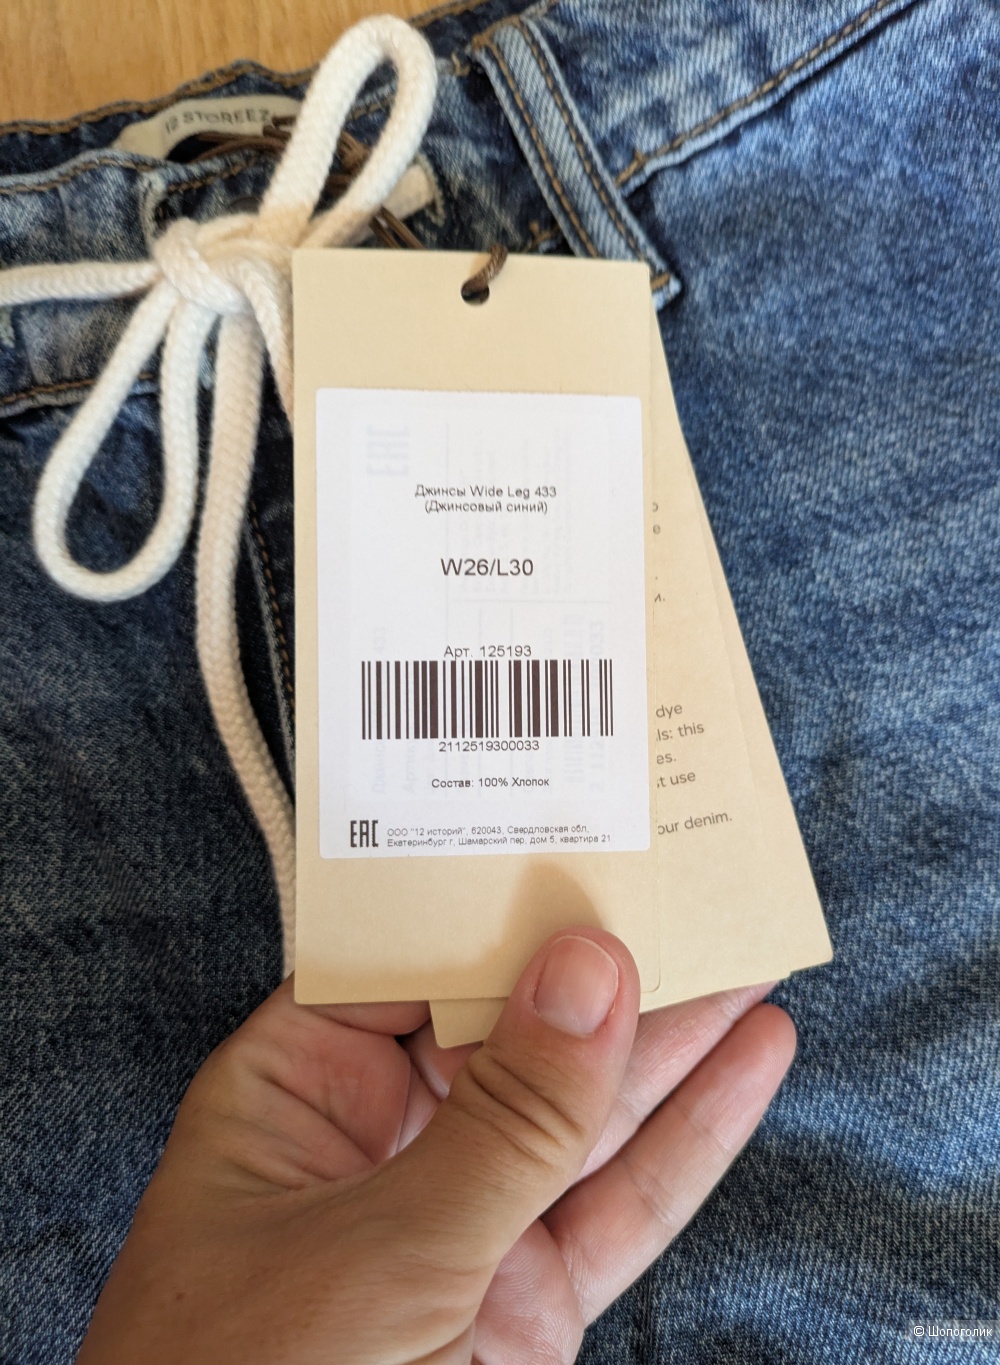 12 STOREEZ
Джинсы Wide Leg 433
(Джинсовый синий)
W26/L30
Арт. 125193
2112519300033
Состав: 100% Хлопок
EAC
ООО "12 историй", 620043, Свердловская обл,
Екатеринбург г, Шамарский пер, дом 5, квартира 21
dye
ls: this
es.
t use
our denim.
© Шопоголик